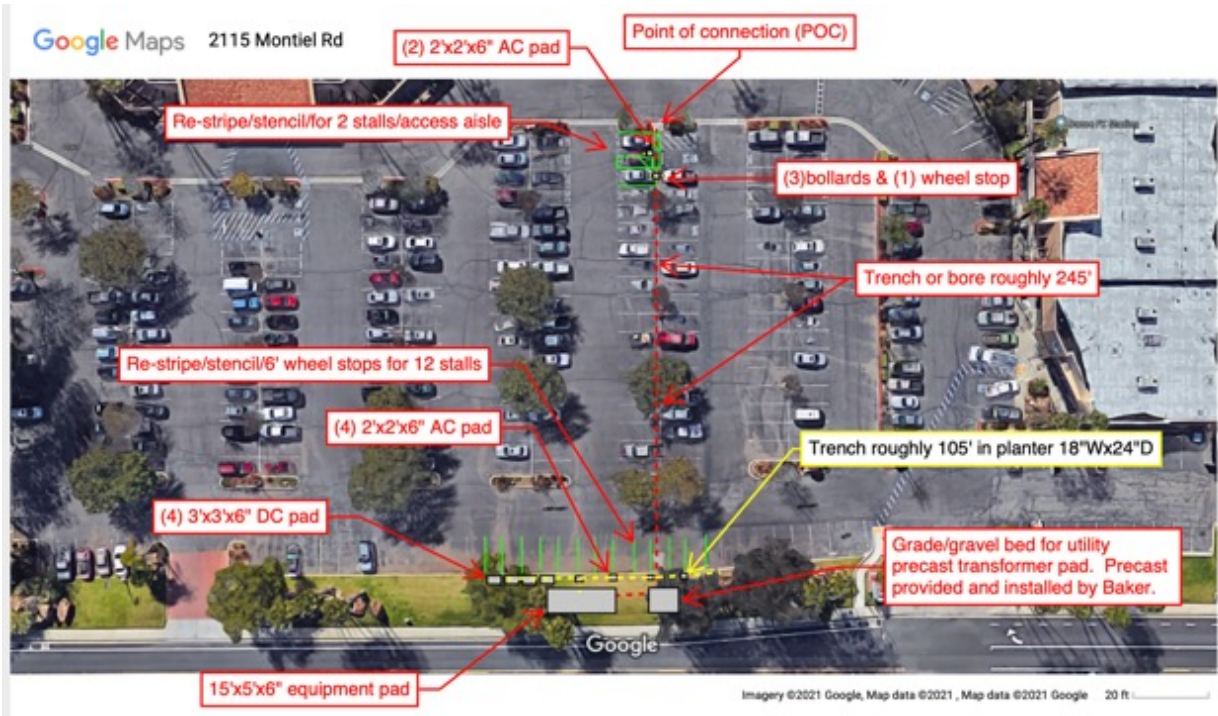 Google Maps 2115 Montiel Rd
(2) 2'x2'x6" AC pad
Point of connection (POC)
Re-stripe/stencil/for 2 stalls/access aisle
(3)bollards & (1) wheel stop
Trench or bore roughly 245'
Re-stripe/stencil/6' wheel stops for 12 stalls
(4) 2'x2'x6" AC pad
Trench roughly 105' in planter 18"Wx24"D
(4) 3'x3'x6" DC pad
Grade/gravel bed for utility
precast transformer pad. Precast
provided and installed by Baker.
Google
15'x5'x6" equipment pad
Imagery ©2021 Google, Map data ©2021 , Map data ©2021 Google 20 ft